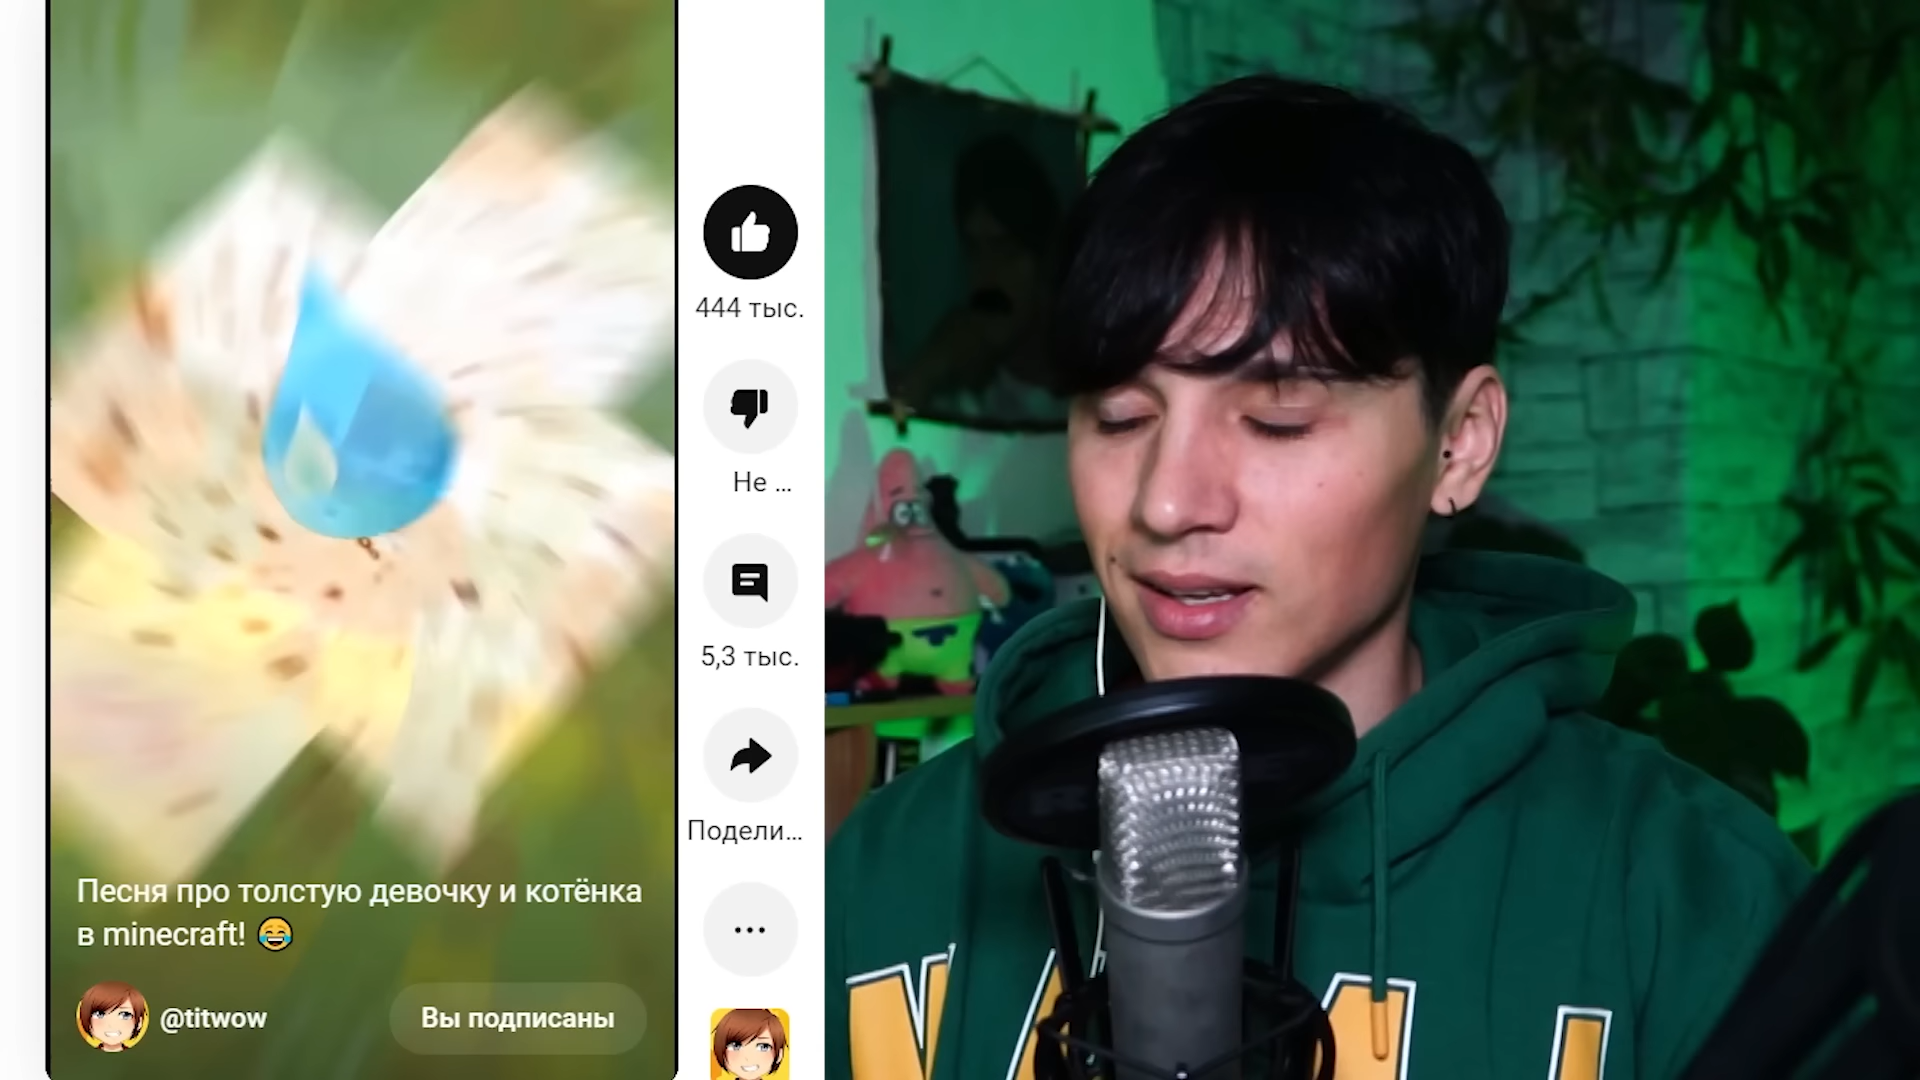 444 тыс.
Не ...
5,3 тыс.
Подели...
Песня про толстую девочку и котёнка
в minecraft! 😂
@titwow
Вы подписаны